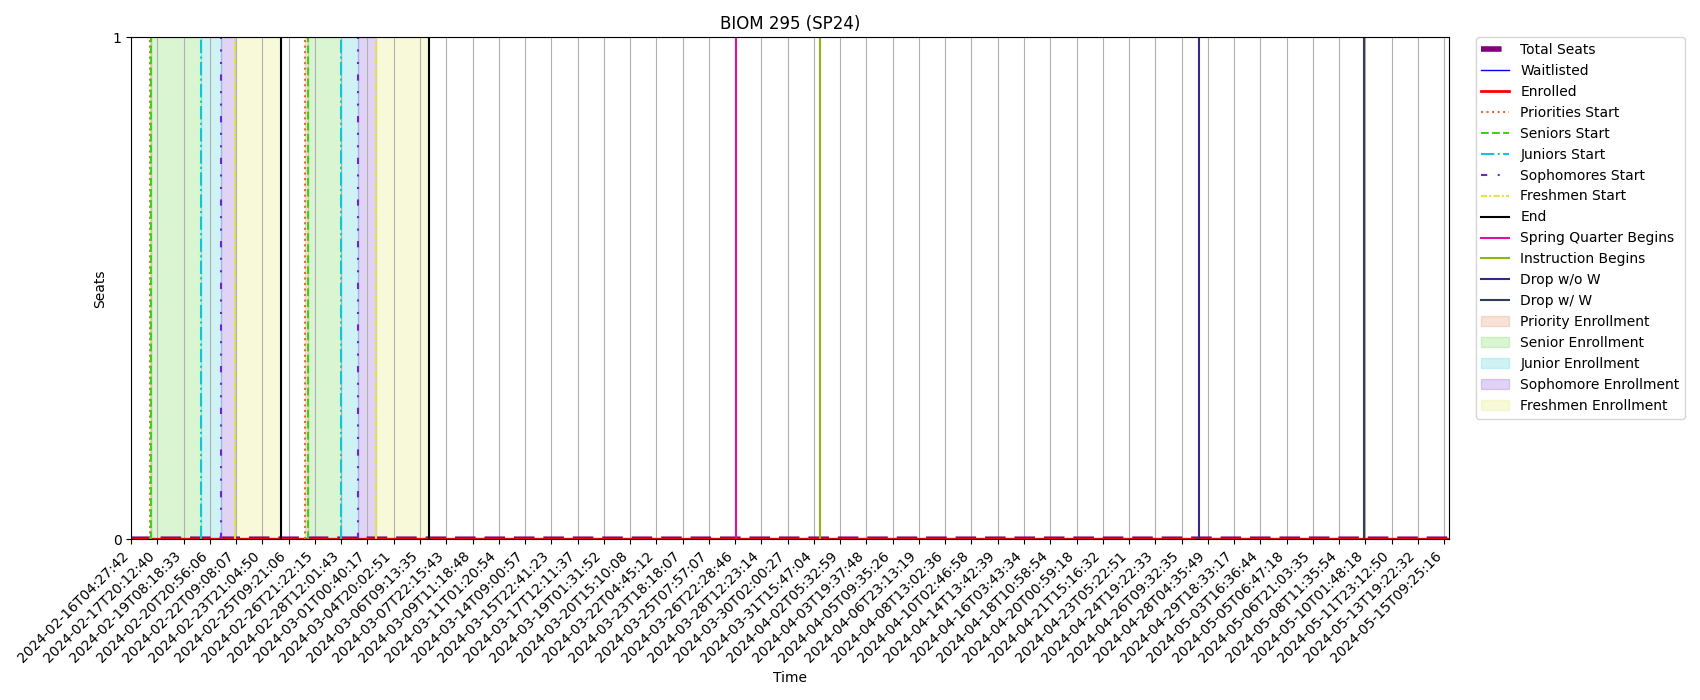 BIOM 295 (SP24)
1
0
Seats
2024-02-16T04:27:42
2024-02-17T20:12:40
2024-02-19T08:18:33
2024-02-20T20:56:06
2024-02-22T09:08:07
2024-02-23T21:04:50
2024-02-25T09:21:06
2024-02-26T21:22:15
2024-02-28T12:01:43
2024-03-01T00:40:17
2024-03-04T20:02:51
2024-03-06T09:13:35
2024-03-07T22:15:43
2024-03-11T01:18:48
2024-03-12T11:20:54
2024-03-14T09:00:57
2024-03-15T22:41:23
2024-03-17T12:11:37
2024-03-19T01:31:52
2024-03-20T15:10:08
2024-03-22T04:45:12
2024-03-23T18:18:07
2024-03-25T07:57:07
2024-03-26T22:28:46
2024-03-28T12:23:14
2024-03-30T02:00:27
2024-03-31T15:47:04
2024-04-02T05:32:59
2024-04-03T19:37:48
2024-04-05T09:35:26
2024-04-06T23:13:19
2024-04-08T13:02:36
2024-04-10T02:46:58
2024-04-14T13:42:39
2024-04-16T03:43:34
2024-04-18T10:58:54
2024-04-20T00:59:18
2024-04-21T15:16:32
2024-04-23T05:22:51
2024-04-24T19:22:33
2024-04-26T09:32:35
2024-04-28T04:35:49
2024-04-29T18:33:17
2024-05-03T16:36:44
2024-05-05T06:47:18
2024-05-06T21:03:35
2024-05-08T11:35:54
2024-05-10T01:48:18
2024-05-11T23:12:50
2024-05-13T19:22:32
2024-05-15T09:25:16
Time
Total Seats
Waitlisted
Enrolled
Priorities Start
Seniors Start
Juniors Start
Sophomores Start
Freshmen Start
End
Spring Quarter Begins
Instruction Begins
Drop w/o W
Drop w/ W
Priority Enrollment
Senior Enrollment
Junior Enrollment
Sophomore Enrollment
Freshmen Enrollment